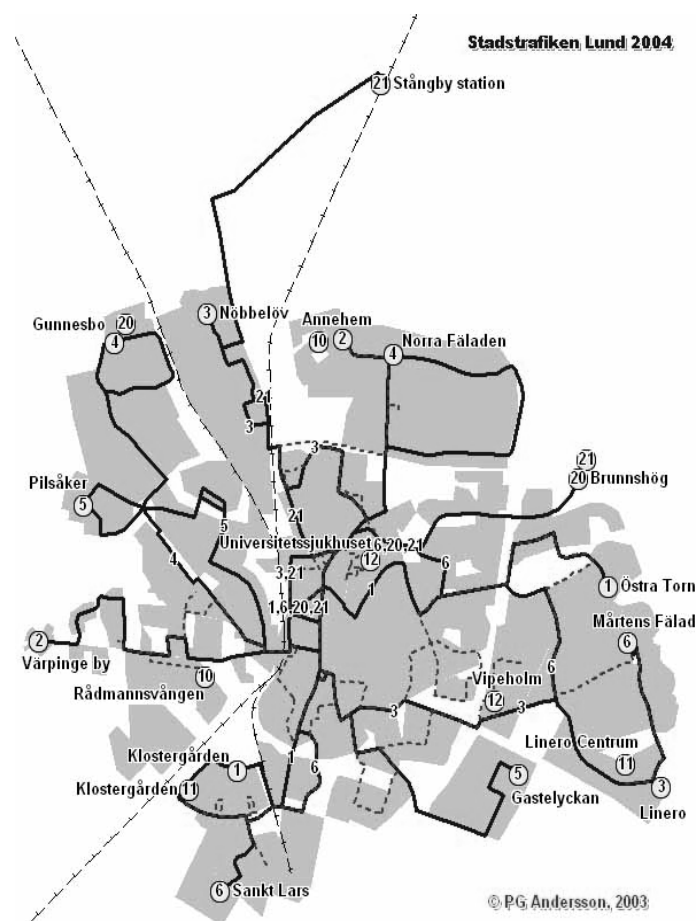 Stadstrafiken Lund 2004
21 Stångby station
3 Nöbbelöv
Annehem
20
Gunnesbo
4
10
2
Norra Fäladen
4
21
3
3
21
Pilsåker
5
20 Brunnshög
21
5
Universitetssjukhuset 6,20,21
12
6
4
3,21
1
1 Östra Torn
1,6,20,21
Mårtens Fälad
6
2
Värpinge by
10
Rådmannsvången
Vipeholm
12
6
3
3
Klostergården
1
1
6
Linero Centrum
11
Klostergården 11
5
Gastelyckan
3
Linero
6 Sankt Lars
© PG Andersson, 2003